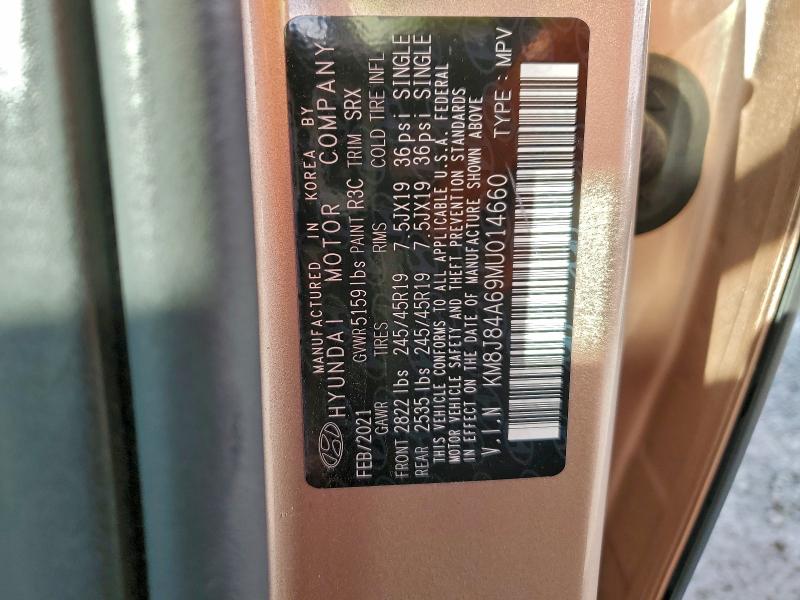 MANUFACTURED IN KOREA BY
HYUNDAI MOTOR COMPANY
FEB/2021 GVWR 5159 lbs PAINT R3C TRIM SRX
GAWR TIRES RIMS COLD TIRE INFL
FRONT 2822 lbs 245/45R19 7.5JX19 36psi SINGLE
REAR 2535 lbs 245/45R19 7.5JX19 36psi SINGLE
THIS VEHICLE CONFORMS TO ALL APPLICABLE U.S.A. FEDERAL
MOTOR VEHICLE SAFETY AND THEFT PREVENTION STANDARDS
IN EFFECT ON THE DATE OF MANUFACTURE SHOWN ABOVE
V.I.N KM8J84A69MU014660 TYPE : MPV